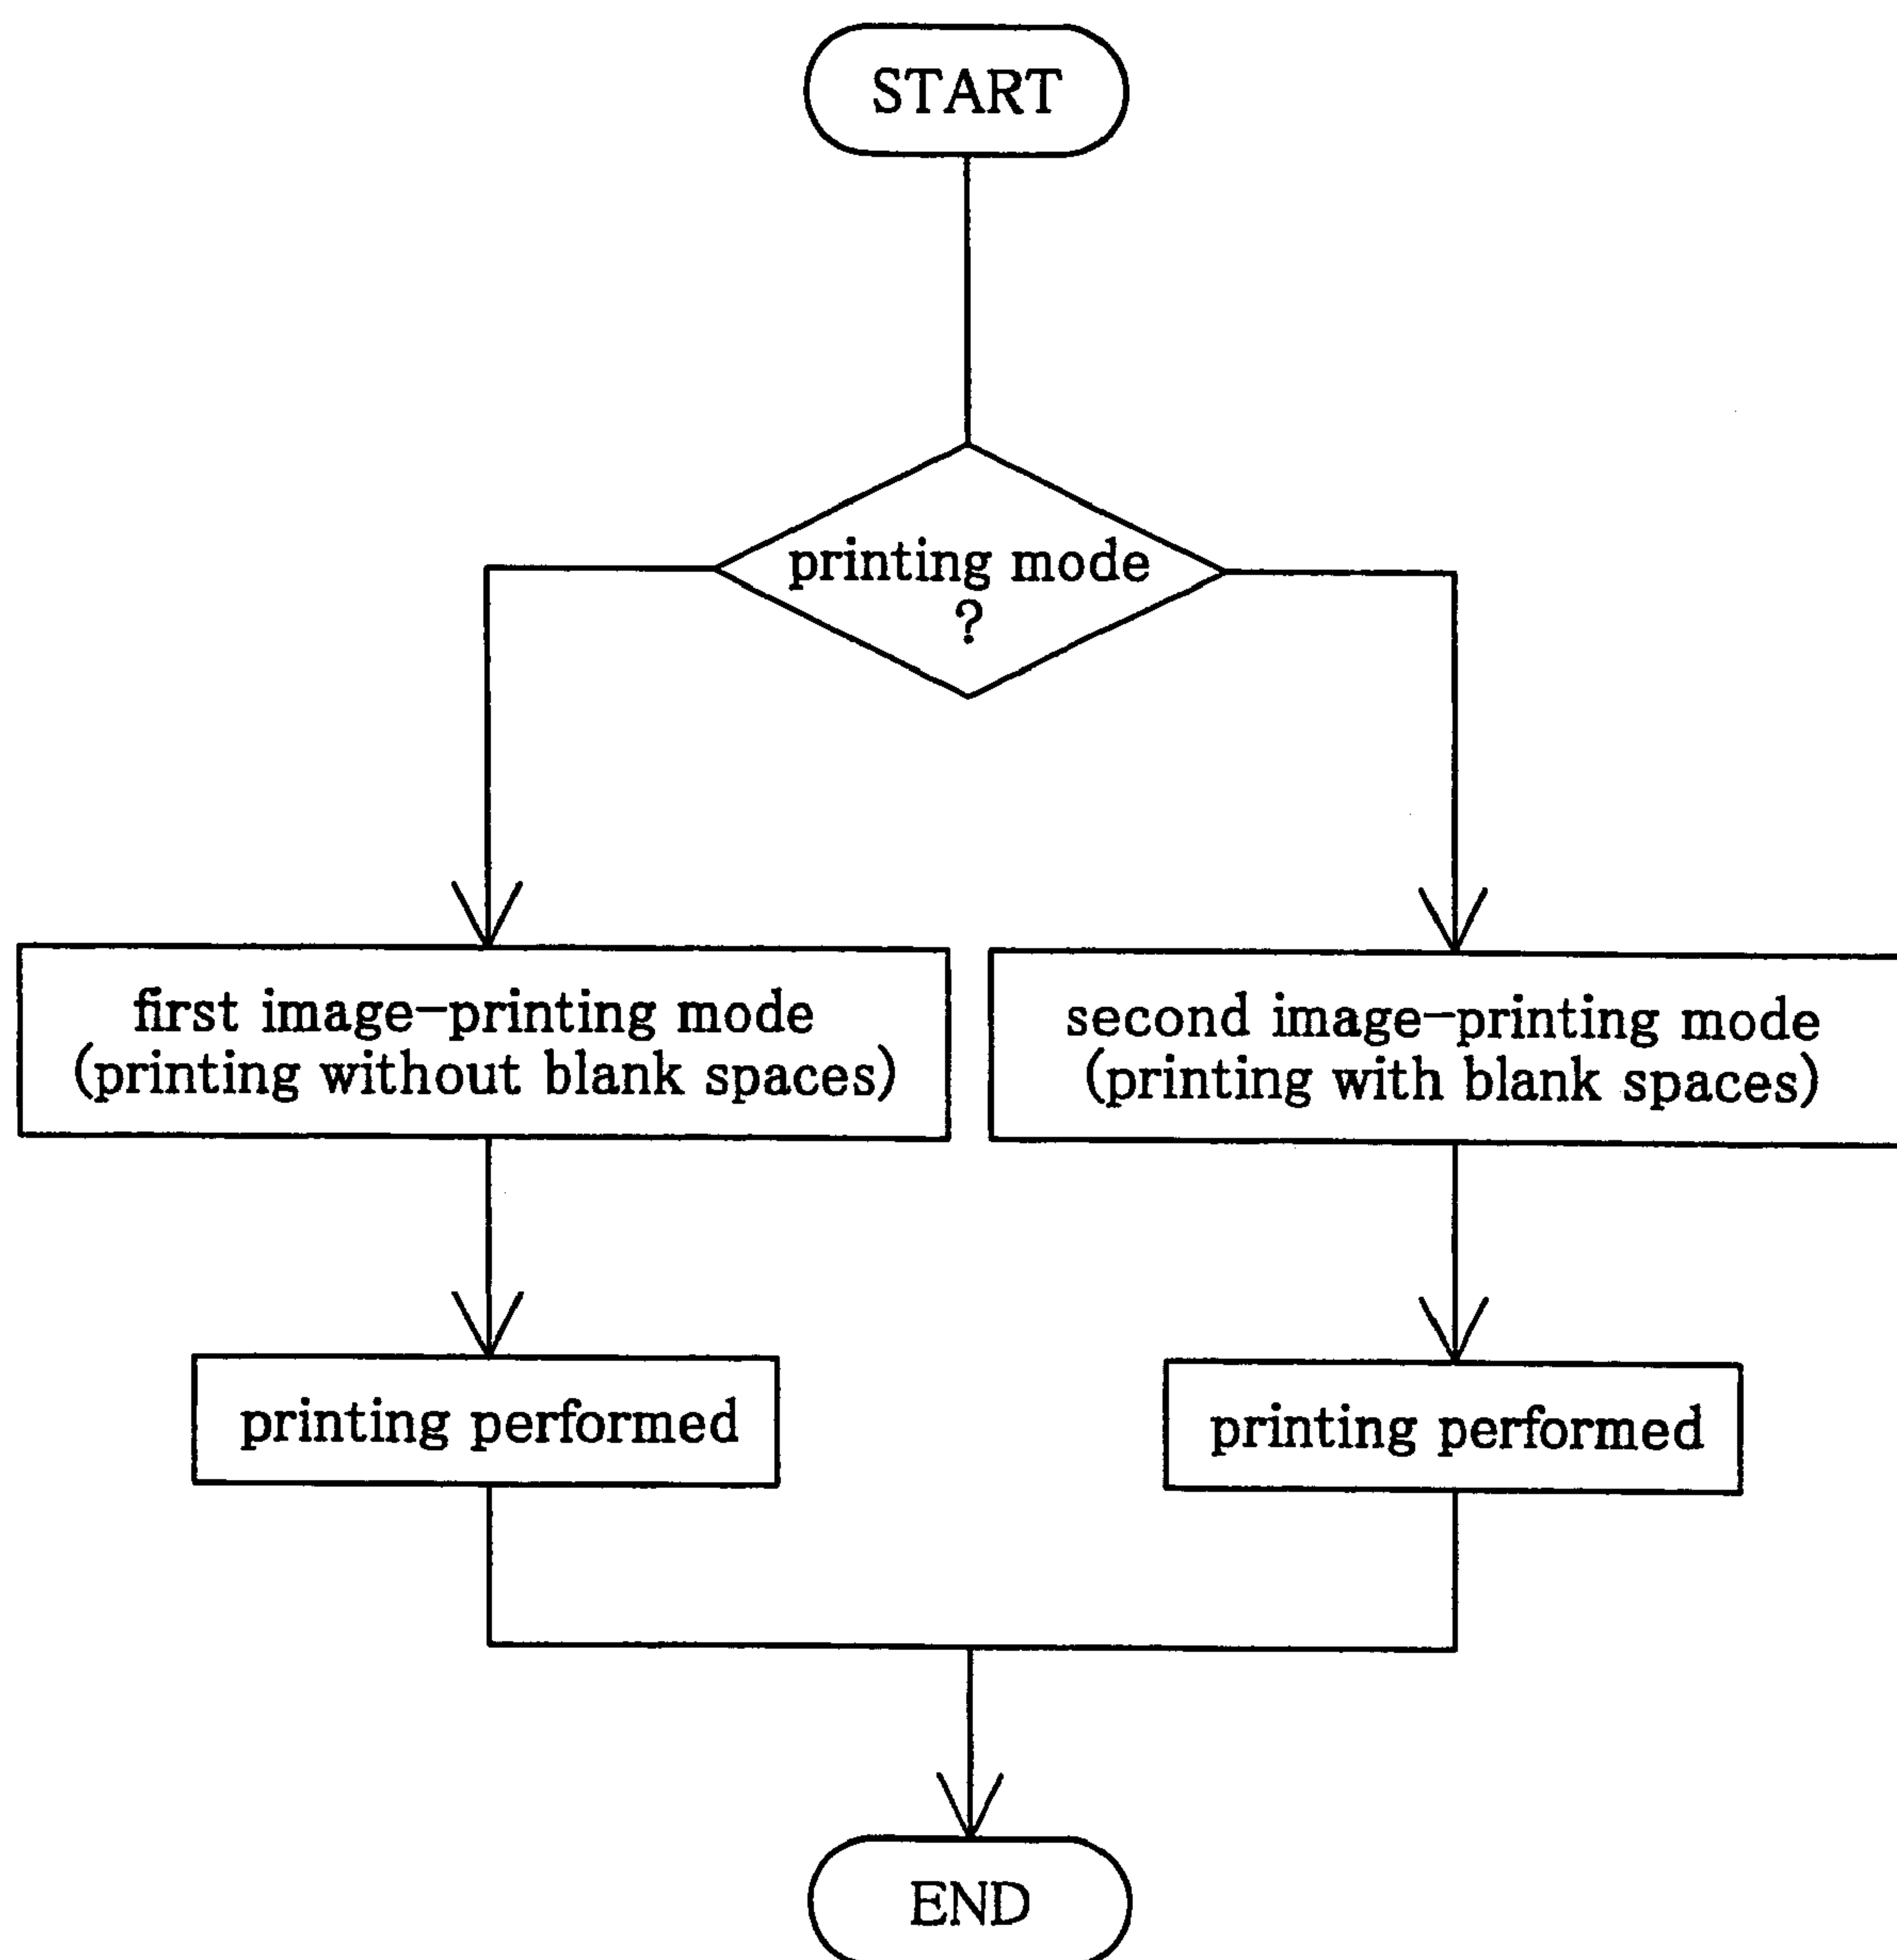 START
printing mode
?
first image-printing mode
(printing without blank spaces)
second image-printing mode
(printing with blank spaces)
printing performed
printing performed
END